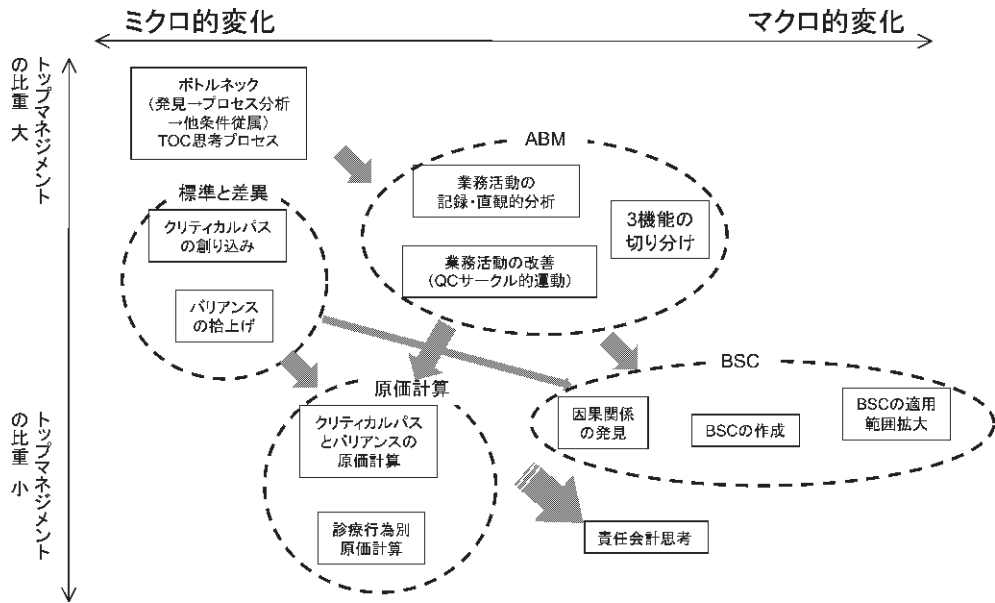 ミクロ的変化
マクロ的変化
トップマネジメント
の比重 大
ボトルネック
(発見→プロセス分析
→他条件従属)
TOC思考プロセス
ABM
業務活動の
記録・直観的分析
3機能の
切り分け
業務活動の改善
(QCサークル的運動)
標準と差異
クリティカルパス
の創り込み
バリアンス
の拾上げ
BSC
因果関係
の発見
BSCの作成
BSCの適用
範囲拡大
原価計算
クリティカルパス
とバリアンスの
原価計算
診療行為別
原価計算
責任会計思考
トップマネジメント
の比重 小